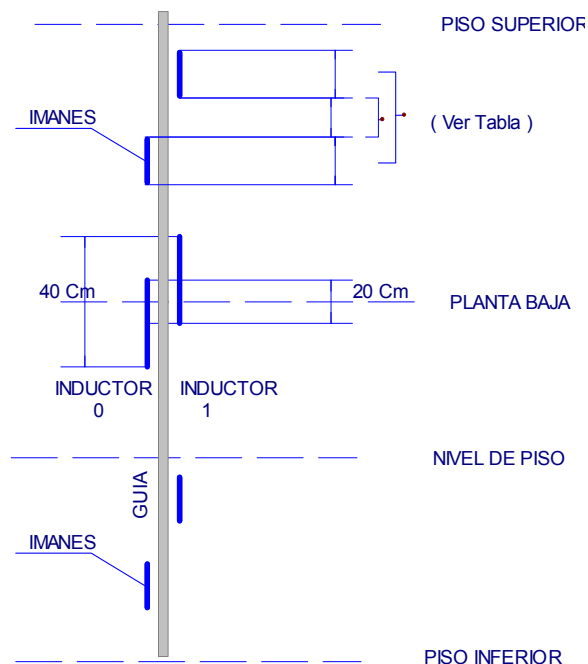 PISO SUPERIOR
IMANES
( Ver Tabla )
40 Cm
20 Cm
PLANTA BAJA
INDUCTOR
0
INDUCTOR
1
NIVEL DE PISO
GUIA
IMANES
PISO INFERIOR